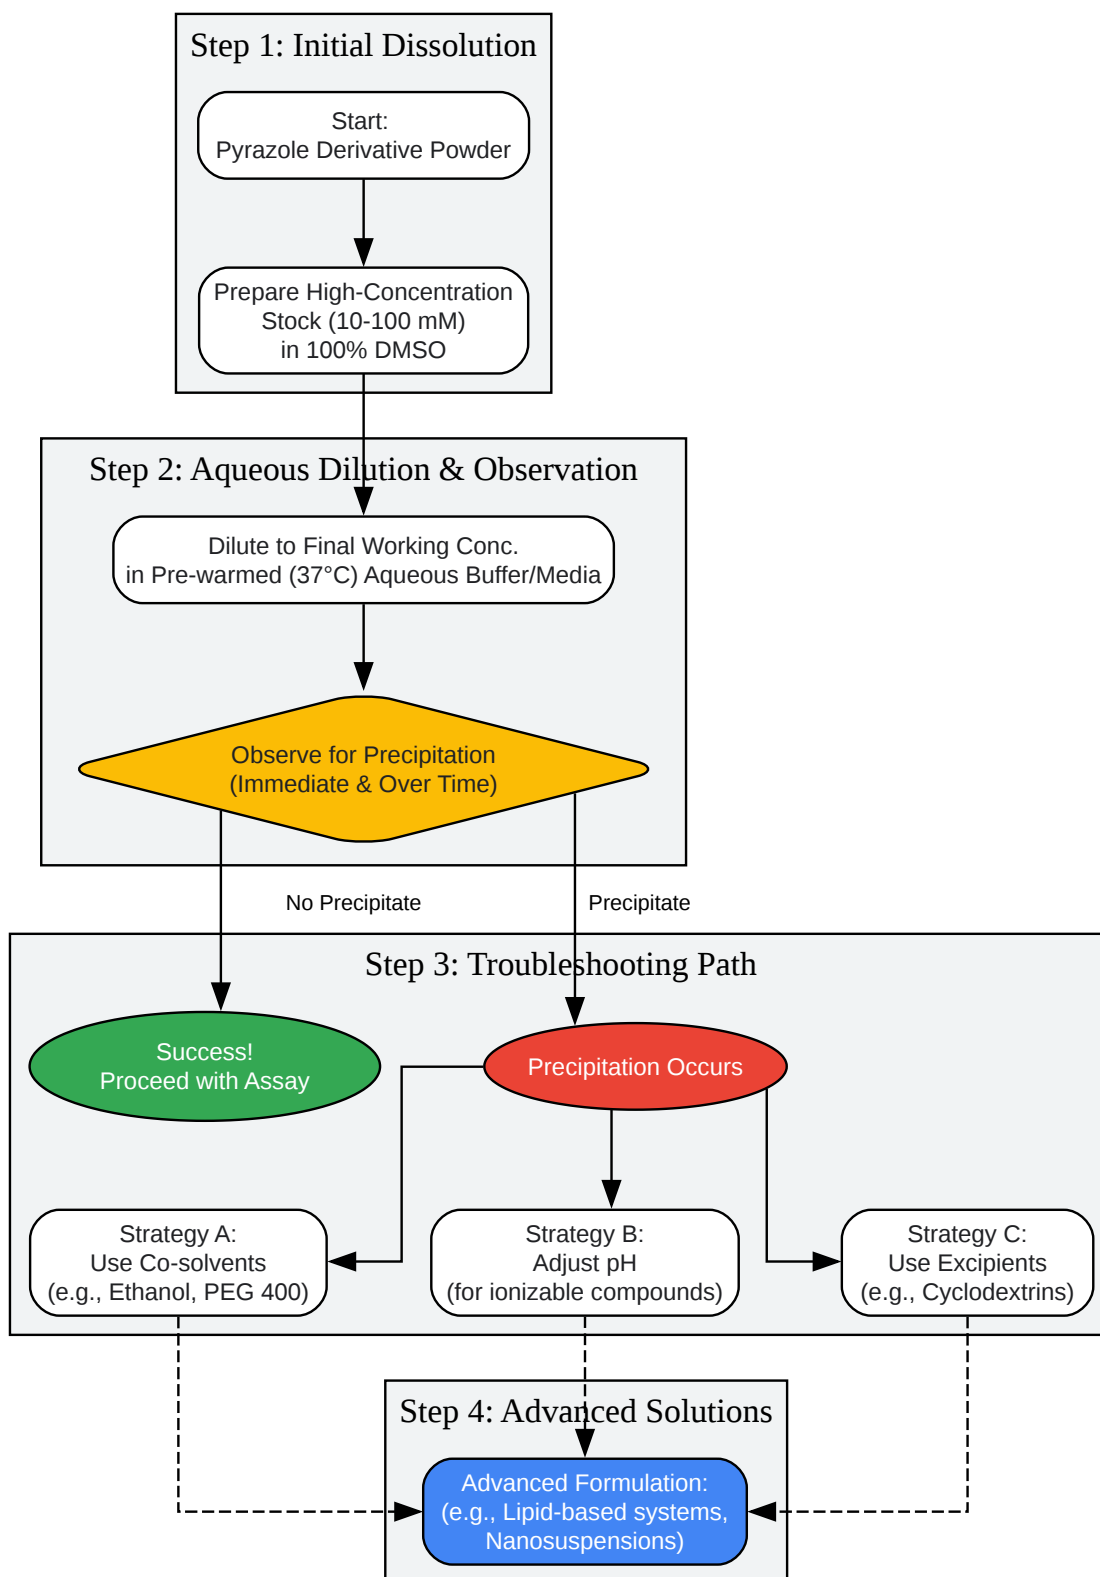 Step 1: Initial Dissolution
Start:
Pyrazole Derivative Powder
Prepare High-Concentration
Stock (10-100 mM)
in 100% DMSO
Step 2: Aqueous Dilution & Observation
Dilute to Final Working Conc.
in Pre-warmed (37°C) Aqueous Buffer/Media
Observe for Precipitation
(Immediate & Over Time)
No Precipitate
Precipitate
Step 3: Troubleshooting Path
Success!
Proceed with Assay
Precipitation Occurs
Strategy A:
Use Co-solvents
(e.g., Ethanol, PEG 400)
Strategy B:
Adjust pH
(for ionizable compounds)
Strategy C:
Use Excipients
(e.g., Cyclodextrins)
Step 4: Advanced Solutions
Advanced Formulation:
(e.g., Lipid-based systems,
Nanosuspensions)